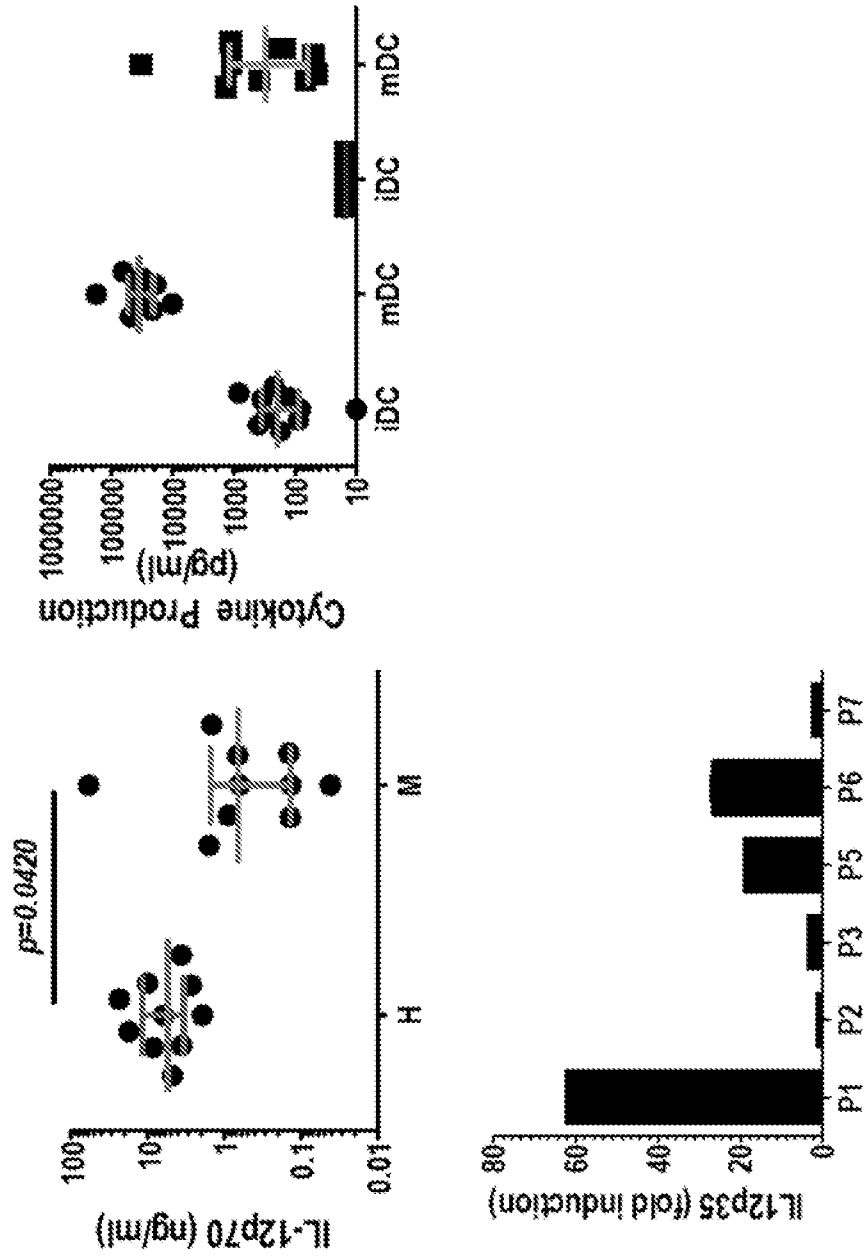 p=0.0420
IL-12p70 (ng/ml)
100
10
1
0.1
0.01
H M
Cytokine Production
(pg/ml)
1000000
100000
10000
1000
100
10
iDC mDC iDC mDC
IL12p35 (fold induction)
80
60
40
20
0
P1 P2 P3 P5 P6 P7